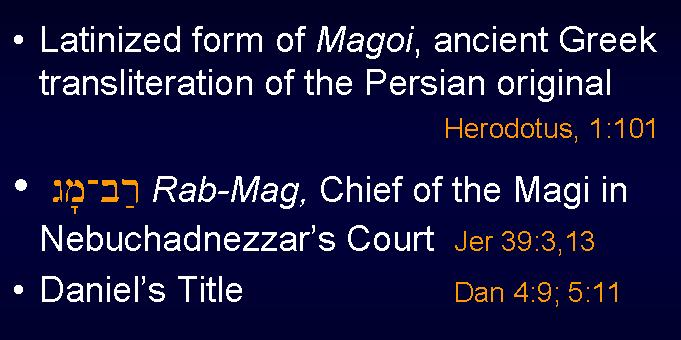 • Latinized form of Magoi, ancient Greek
transliteration of the Persian original
Herodotus, 1:101
• רַב־מָג Rab-Mag, Chief of the Magi in
Nebuchadnezzar’s Court Jer 39:3,13
• Daniel’s Title Dan 4:9; 5:11